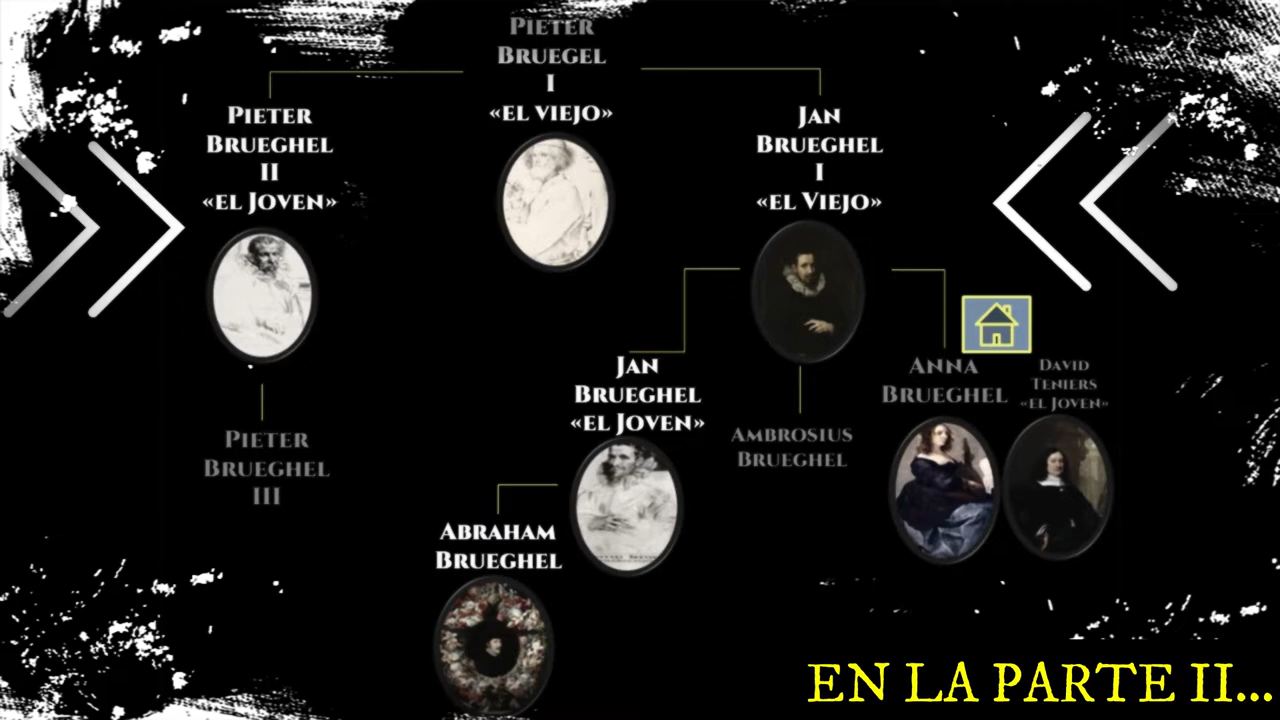 PIETER
BRUEGEL
I
«EL VIEJO»
PIETER
BRUEGHEL
II
«EL JOVEN»
JAN
BRUEGHEL
I
«EL VIEJO»
JAN
BRUEGHEL
«EL JOVEN»
ANNA
BRUEGHEL
DAVID
TENIERS
«EL JOVEN»
PIETER
BRUEGHEL
III
AMBROSIUS
BRUEGHEL
ABRAHAM
BRUEGHEL
EN LA PARTE II...